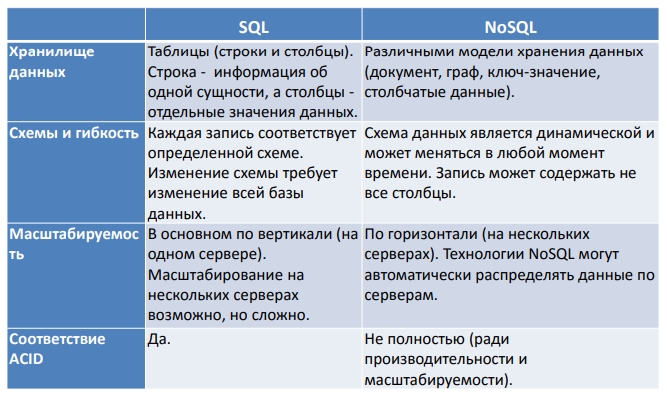 SQL
NoSQL
Хранилище
данных
Таблицы (строки и столбцы).
Строка - информация об
одной сущности, а столбцы -
отдельные значения данных.
Различными модели хранения данных
(документ, граф, ключ-значение,
столбчатые данные).
Схемы и гибкость
Каждая запись соответствует
определенной схеме.
Изменение схемы требует
изменение всей базы
данных.
Схема данных является динамической и
может меняться в любой момент
времени. Запись может содержать не
все столбцы.
Масштабируемос
ть
В основном по вертикали (на
одном сервере).
Масштабирование на
нескольких серверах
возможно, но сложно.
По горизонтали (на нескольких
серверах). Технологии NoSQL могут
автоматически распределять данные по
серверам.
Соответствие
ACID
Да.
Не полностью (ради
производительности и
масштабируемости).